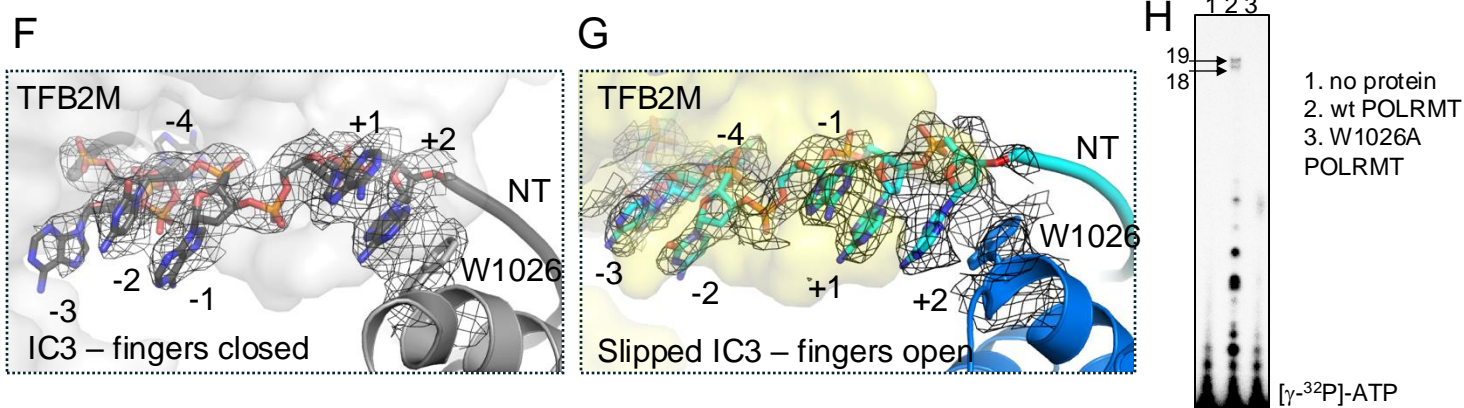 F
TFB2M
-4
+1
+2
NT
W1026
-2
-1
-3
IC3 – fingers closed
G
TFB2M
-4
-1
NT
W1026
-3
-2
+1
+2
Slipped IC3 – fingers open
H
1 2 3
19
18
1. no protein
2. wt POLRMT
3. W1026A
POLRMT
[γ-³²P]-ATP